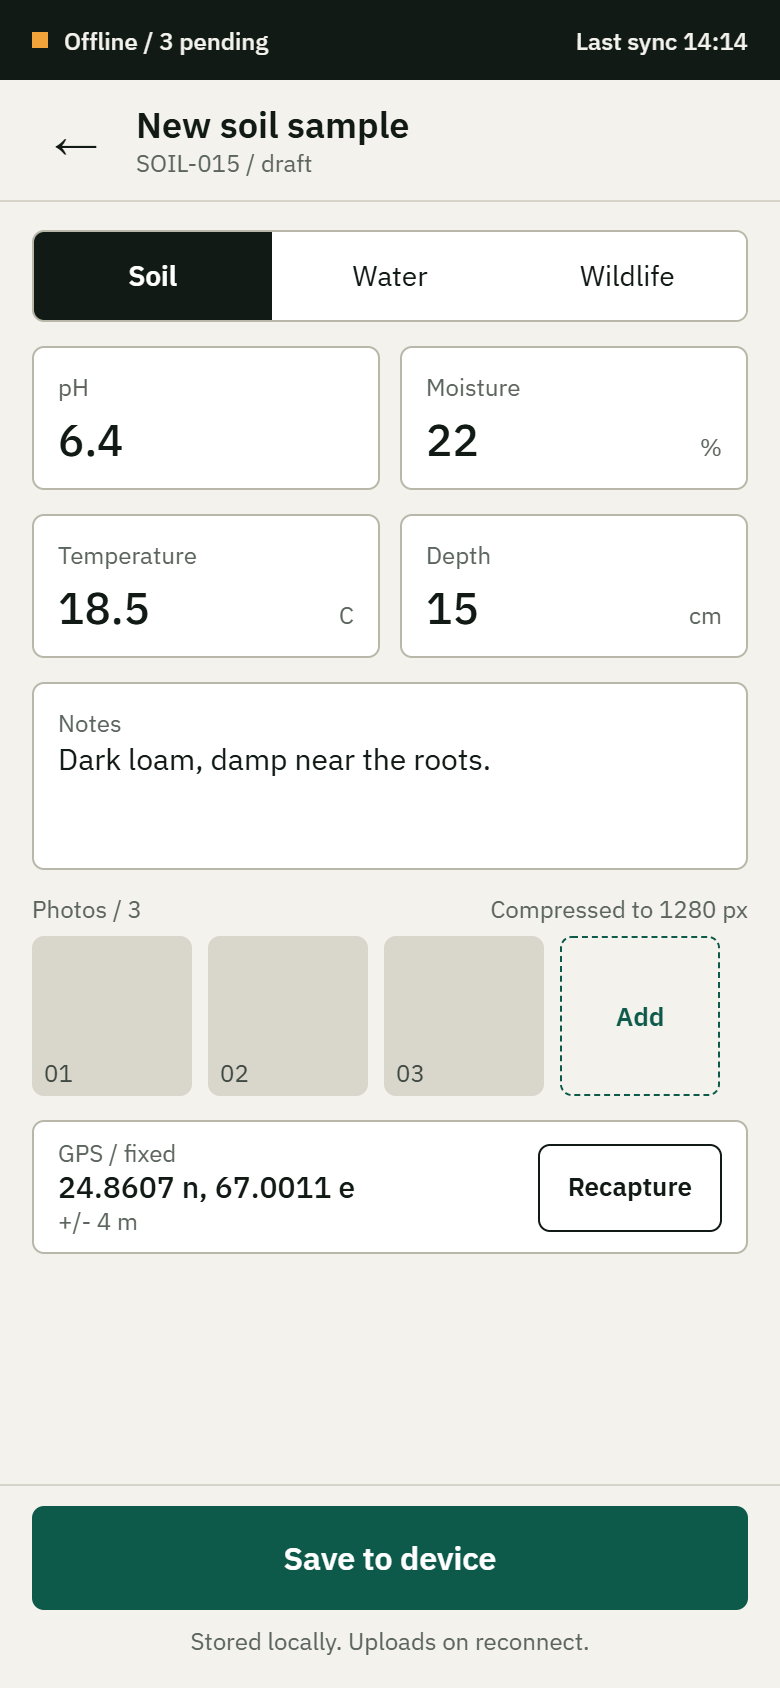 Offline / 3 pending
Last sync 14:14
←
New soil sample
SOIL-015 / draft
Soil
Water
Wildlife
pH
6.4
Moisture
22
%
Temperature
18.5
C
Depth
15
cm
Notes
Dark loam, damp near the roots.
Photos / 3
Compressed to 1280 px
01
02
03
Add
GPS / fixed
24.8607 n, 67.0011 e
+/- 4 m
Recapture
Save to device
Stored locally. Uploads on reconnect.